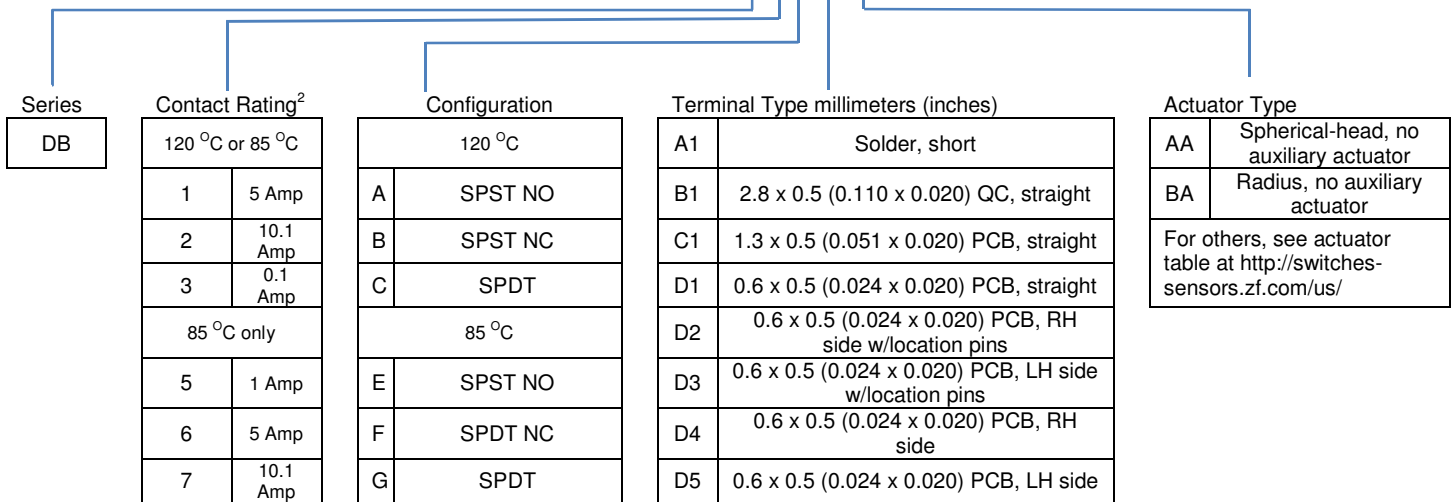 Series
DB
Contact Rating2
120 OC or 85 OC
1 5 Amp
2 10.1
Amp
3 0.1
Amp
85 OC only
5 1 Amp
6 5 Amp
7 10.1
Amp
Configuration
120 OC
A SPST NO
B SPST NC
C SPDT
85 OC
E SPST NO
F SPDT NC
G SPDT
Terminal Type millimeters (inches)
A1 Solder, short
B1 2.8 x 0.5 (0.110 x 0.020) QC, straight
C1 1.3 x 0.5 (0.051 x 0.020) PCB, straight
D1 0.6 x 0.5 (0.024 x 0.020) PCB, straight
D2 0.6 x 0.5 (0.024 x 0.020) PCB, RH
side w/location pins
D3 0.6 x 0.5 (0.024 x 0.020) PCB, LH side
w/location pins
D4 0.6 x 0.5 (0.024 x 0.020) PCB, RH
side
D5 0.6 x 0.5 (0.024 x 0.020) PCB, LH side
Actuator Type
AA Spherical-head, no
auxiliary actuator
BA Radius, no auxiliary
actuator
For others, see actuator
table at http://switches-
sensors.zf.com/us/